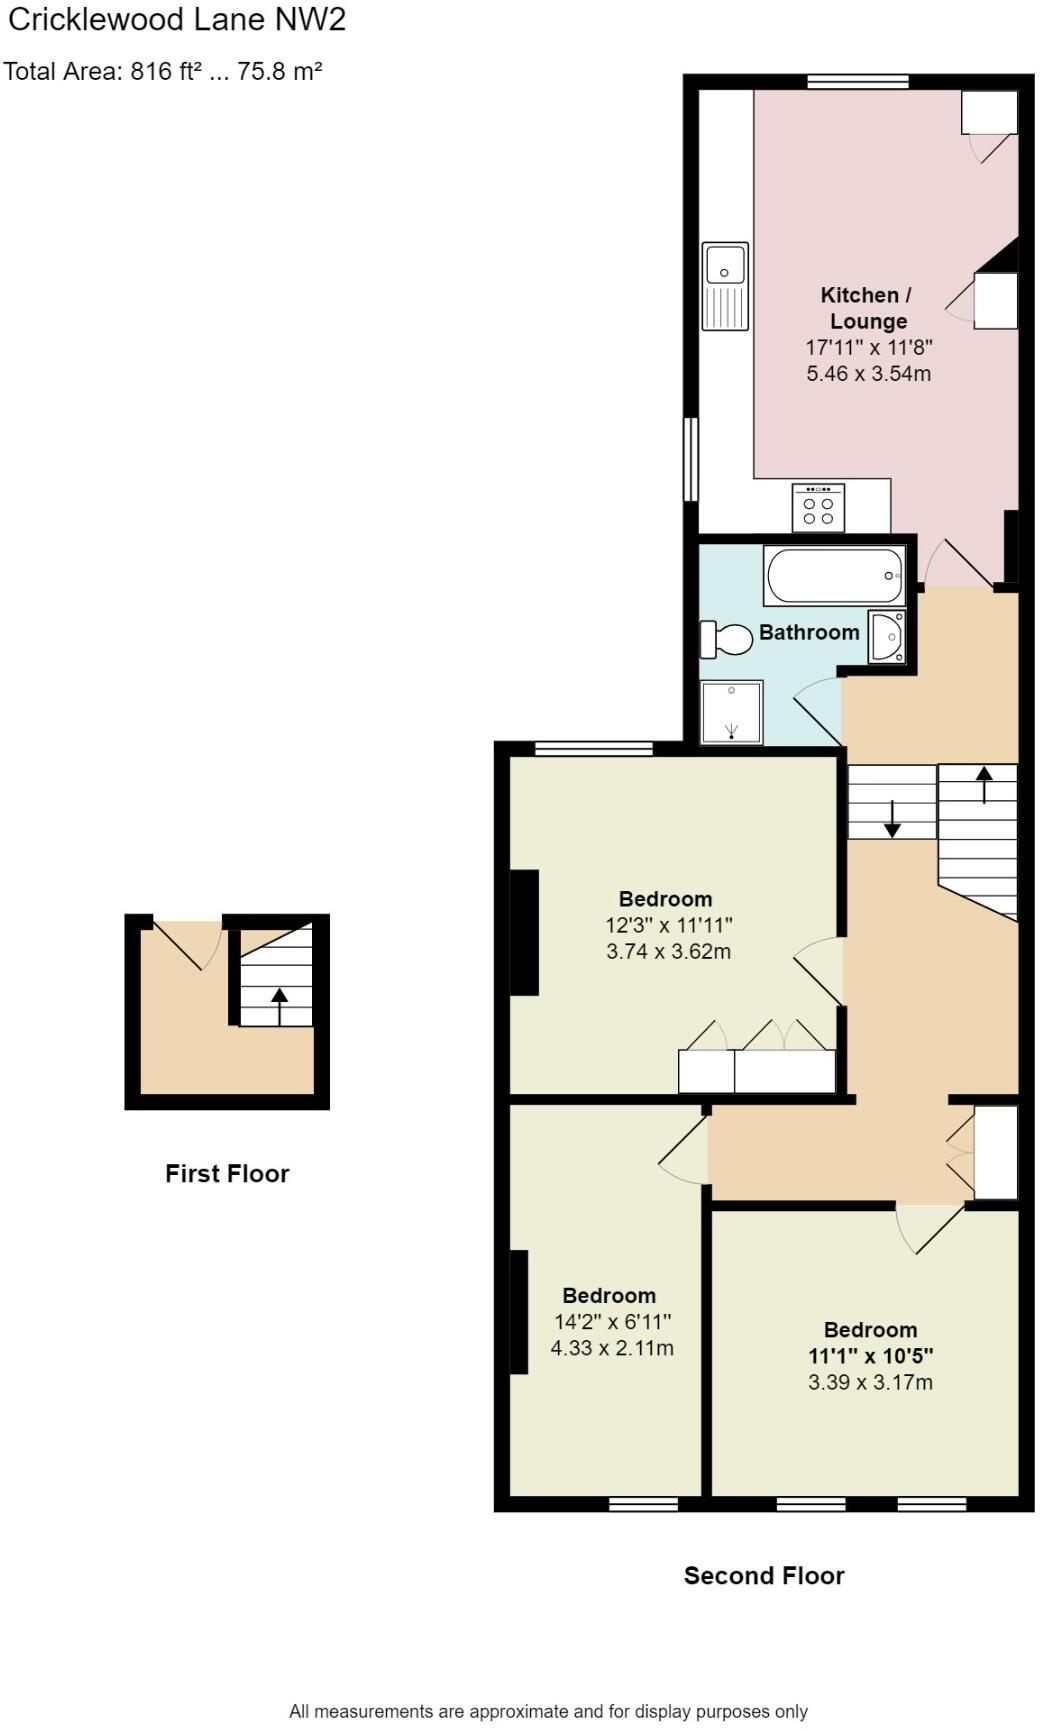 Cricklewood Lane NW2
Total Area: 816 ft² ... 75.8 m²
Kitchen /
Lounge
17'11" x 11'8"
5.46 x 3.54m
Bathroom
Bedroom
12'3" x 11'11"
3.74 x 3.62m
First Floor
Bedroom
14'2" x 6'11"
4.33 x 2.11m
Bedroom
11'1" x 10'5"
3.39 x 3.17m
Second Floor
All measurements are approximate and for display purposes only